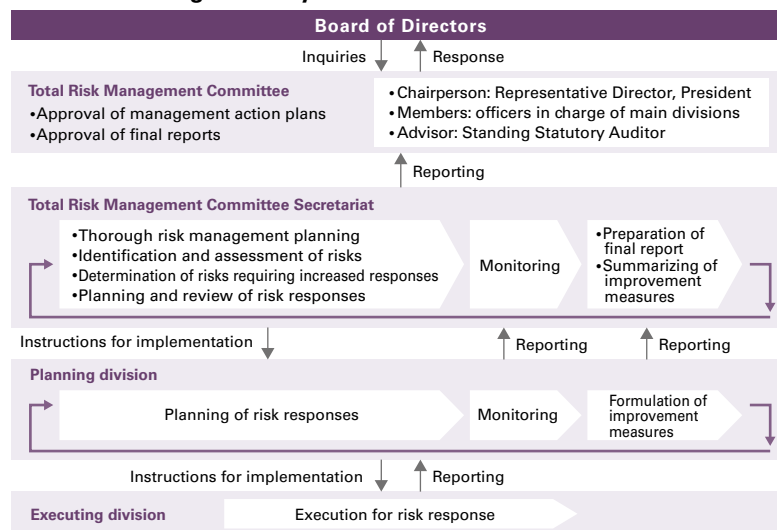 Board of Directors
Inquiries
Response
Total Risk Management Committee
•Approval of management action plans
•Approval of final reports
•Chairperson: Representative Director, President
•Members: officers in charge of main divisions
•Advisor: Standing Statutory Auditor
Reporting
Total Risk Management Committee Secretariat
•Thorough risk management planning
•Identification and assessment of risks
•Determination of risks requiring increased responses
•Planning and review of risk responses
Monitoring
•Preparation of
final report
•Summarizing of
improvement
measures
Instructions for implementation
Reporting
Reporting
Planning division
Planning of risk responses
Monitoring
Formulation of
improvement
measures
Instructions for implementation
Reporting
Executing division
Execution for risk response